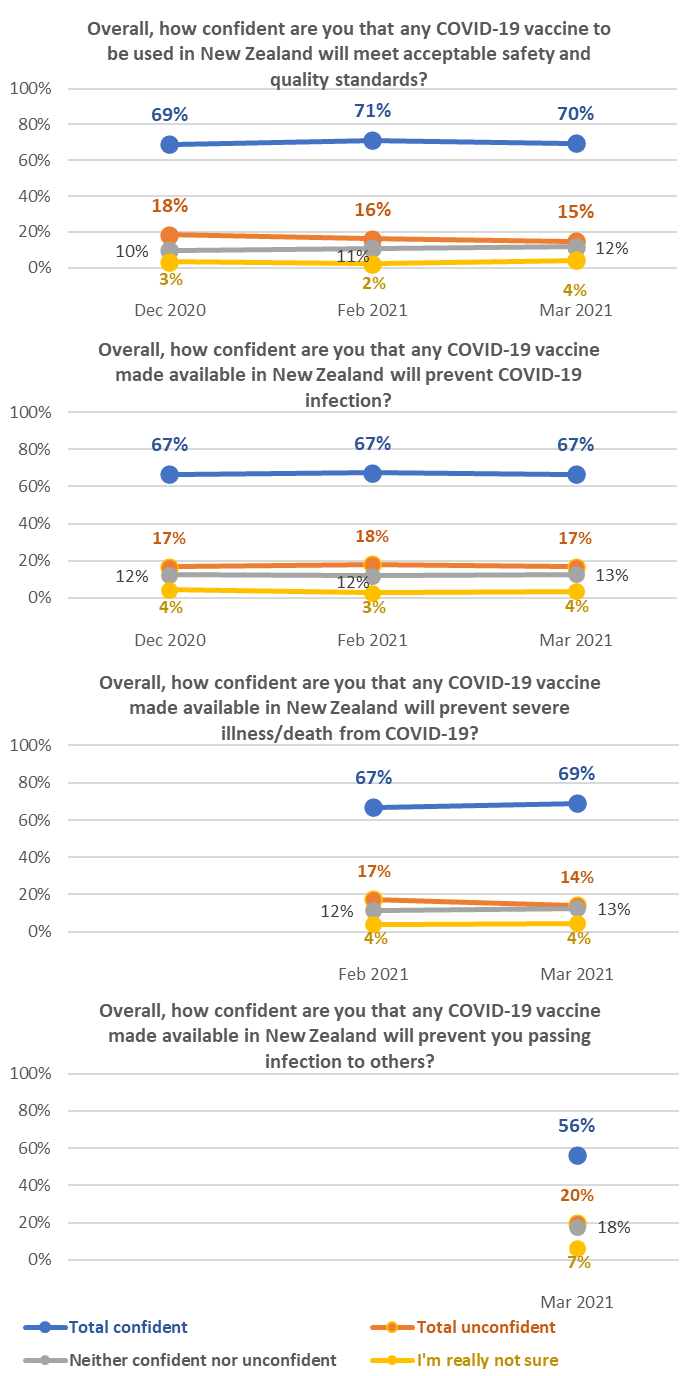 Overall, how confident are you that any COVID-19 vaccine to
be used in New Zealand will meet acceptable safety and
quality standards?
100%
80%
60%
40%
20%
0%
69%
71%
70%
18%
16%
15%
10%
11%
12%
3%
2%
4%
Dec 2020
Feb 2021
Mar 2021
Overall, how confident are you that any COVID-19 vaccine
made available in New Zealand will prevent COVID-19
infection?
100%
80%
60%
40%
20%
0%
67%
67%
67%
17%
18%
17%
12%
12%
13%
4%
3%
4%
Dec 2020
Feb 2021
Mar 2021
Overall, how confident are you that any COVID-19 vaccine
made available in New Zealand will prevent severe
illness/death from COVID-19?
100%
80%
60%
40%
20%
0%
67%
69%
17%
14%
12%
13%
4%
4%
Feb 2021
Mar 2021
Overall, how confident are you that any COVID-19 vaccine
made available in New Zealand will prevent you passing
infection to others?
100%
80%
60%
40%
20%
0%
56%
20%
18%
7%
Mar 2021
Total confident
Total unconfident
Neither confident nor unconfident
I'm really not sure